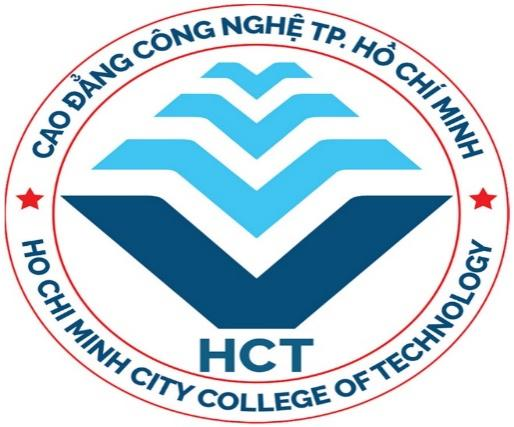 CAO ĐẲNG CÔNG NGHỆ TP. HỒ CHÍ MINH
HCT
HO CHI MINH CITY COLLEGE OF TECHNOLOGY